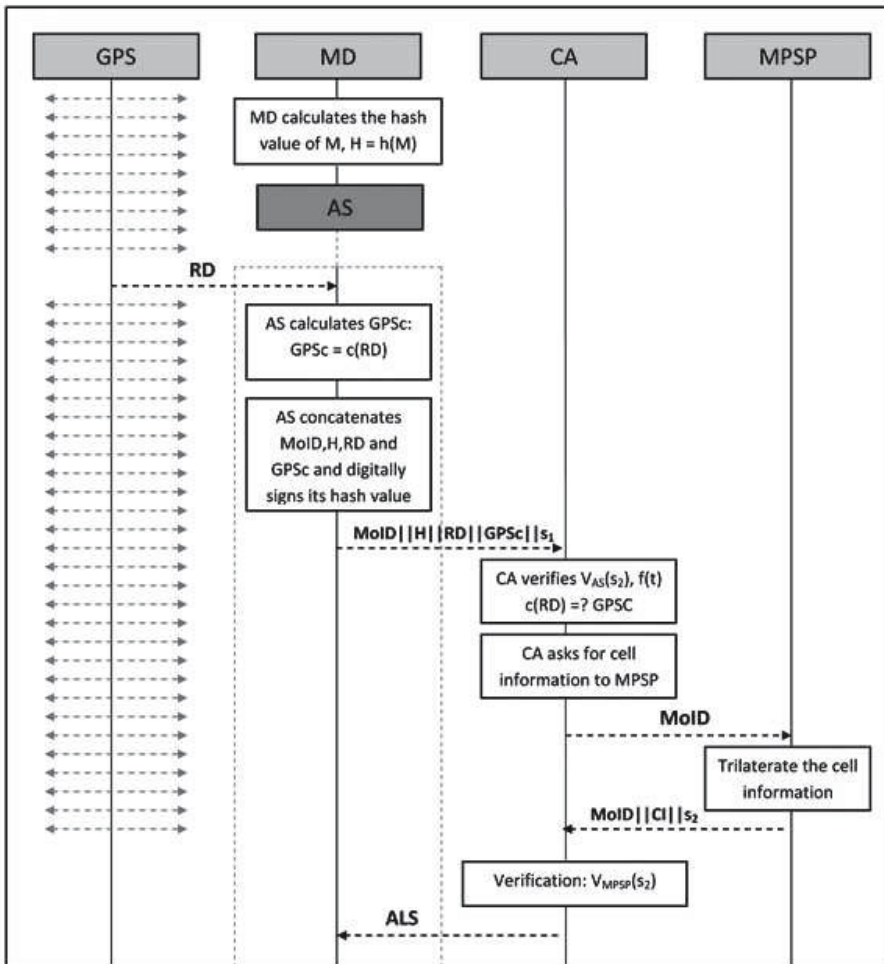 GPS
MD
CA
MPSP
MD calculates the hash
value of M, H = h(M)
AS
RD
AS calculates GPSc:
GPSc = c(RD)
AS concatenates
MoID,H,RD and
GPSc and digitally
signs its hash value
MoID||H||RD||GPSc||s₁
CA verifies V_AS(s₂), f(t)
c(RD) =? GPSC
CA asks for cell
information to MPSP
MoID
Trilaterate the cell
information
MoID||CI||s₂
Verification: V_MPSP(s₂)
ALS